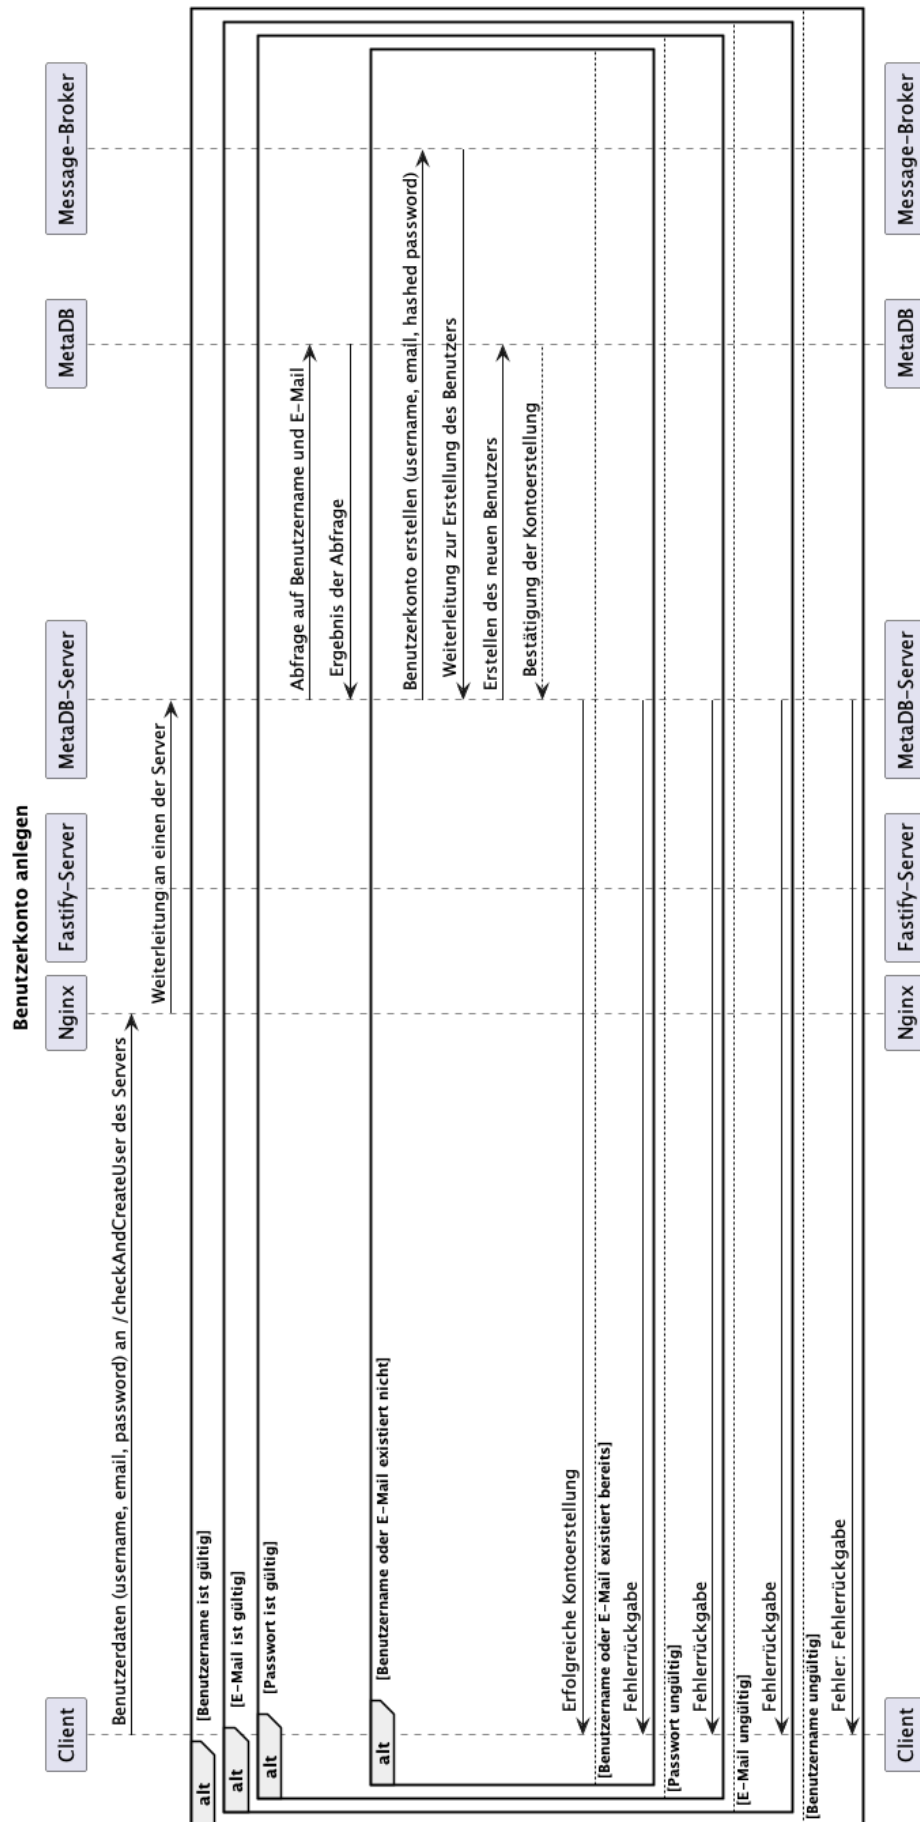 Benutzerkonto anlegen
Client
Nginx
Fastify-Server
MetaDB-Server
MetaDB
Message-Broker
Benutzerdaten (username, email, password) an /checkAndCreateUser des Servers
Weiterleitung an einen der Server
alt
[Benutzername ist gültig]
alt
[E-Mail ist gültig]
alt
[Passwort ist gültig]
Abfrage auf Benutzername und E-Mail
Ergebnis der Abfrage
alt
[Benutzername oder E-Mail existiert nicht]
Benutzerkonto erstellen (username, email, hashed password)
Weiterleitung zur Erstellung des Benutzers
Erstellen des neuen Benutzers
Bestätigung der Kontoerstellung
Erfolgreiche Kontoerstellung
[Benutzername oder E-Mail existiert bereits]
Fehlerrückgabe
[Passwort ungültig]
Fehlerrückgabe
[E-Mail ungültig]
Fehlerrückgabe
[Benutzername ungültig]
Fehler: Fehlerrückgabe
Client
Nginx
Fastify-Server
MetaDB-Server
MetaDB
Message-Broker